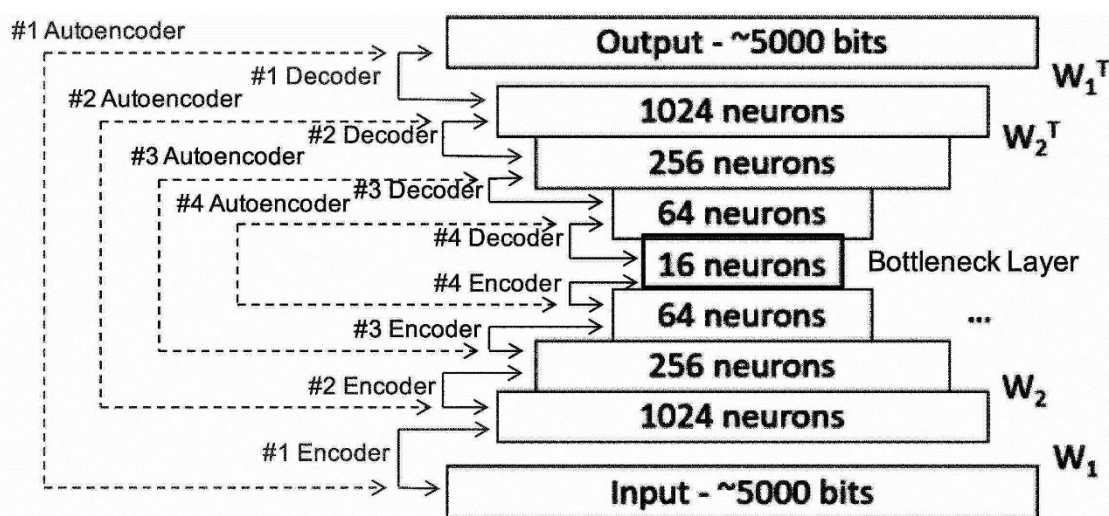 #1 Autoencoder
Output - ~5000 bits
#1 Decoder
W₁ᵀ
#2 Autoencoder
1024 neurons
#2 Decoder
W₂ᵀ
#3 Autoencoder
256 neurons
#3 Decoder
#4 Autoencoder
64 neurons
#4 Decoder
16 neurons
Bottleneck Layer
#4 Encoder
64 neurons
...
#3 Encoder
256 neurons
#2 Encoder
W₂
1024 neurons
#1 Encoder
W₁
Input - ~5000 bits